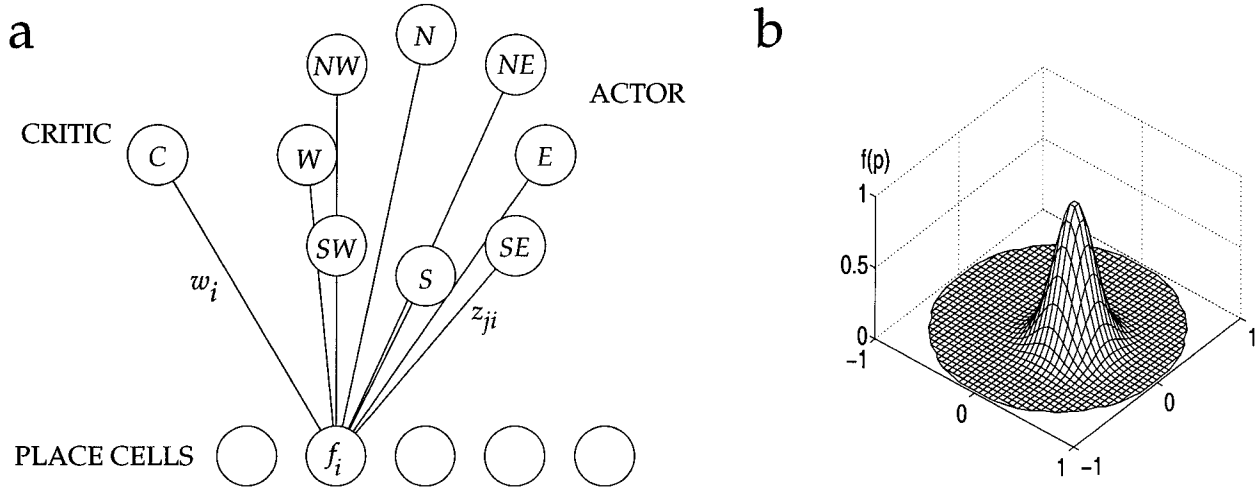 a
N
NW
NE
ACTOR
CRITIC
C
W
E
SW
S
SE
w_i
z_ji
PLACE CELLS
f_i
b
f(p)
1
0.5
0
-1
0
1
-1
0
1